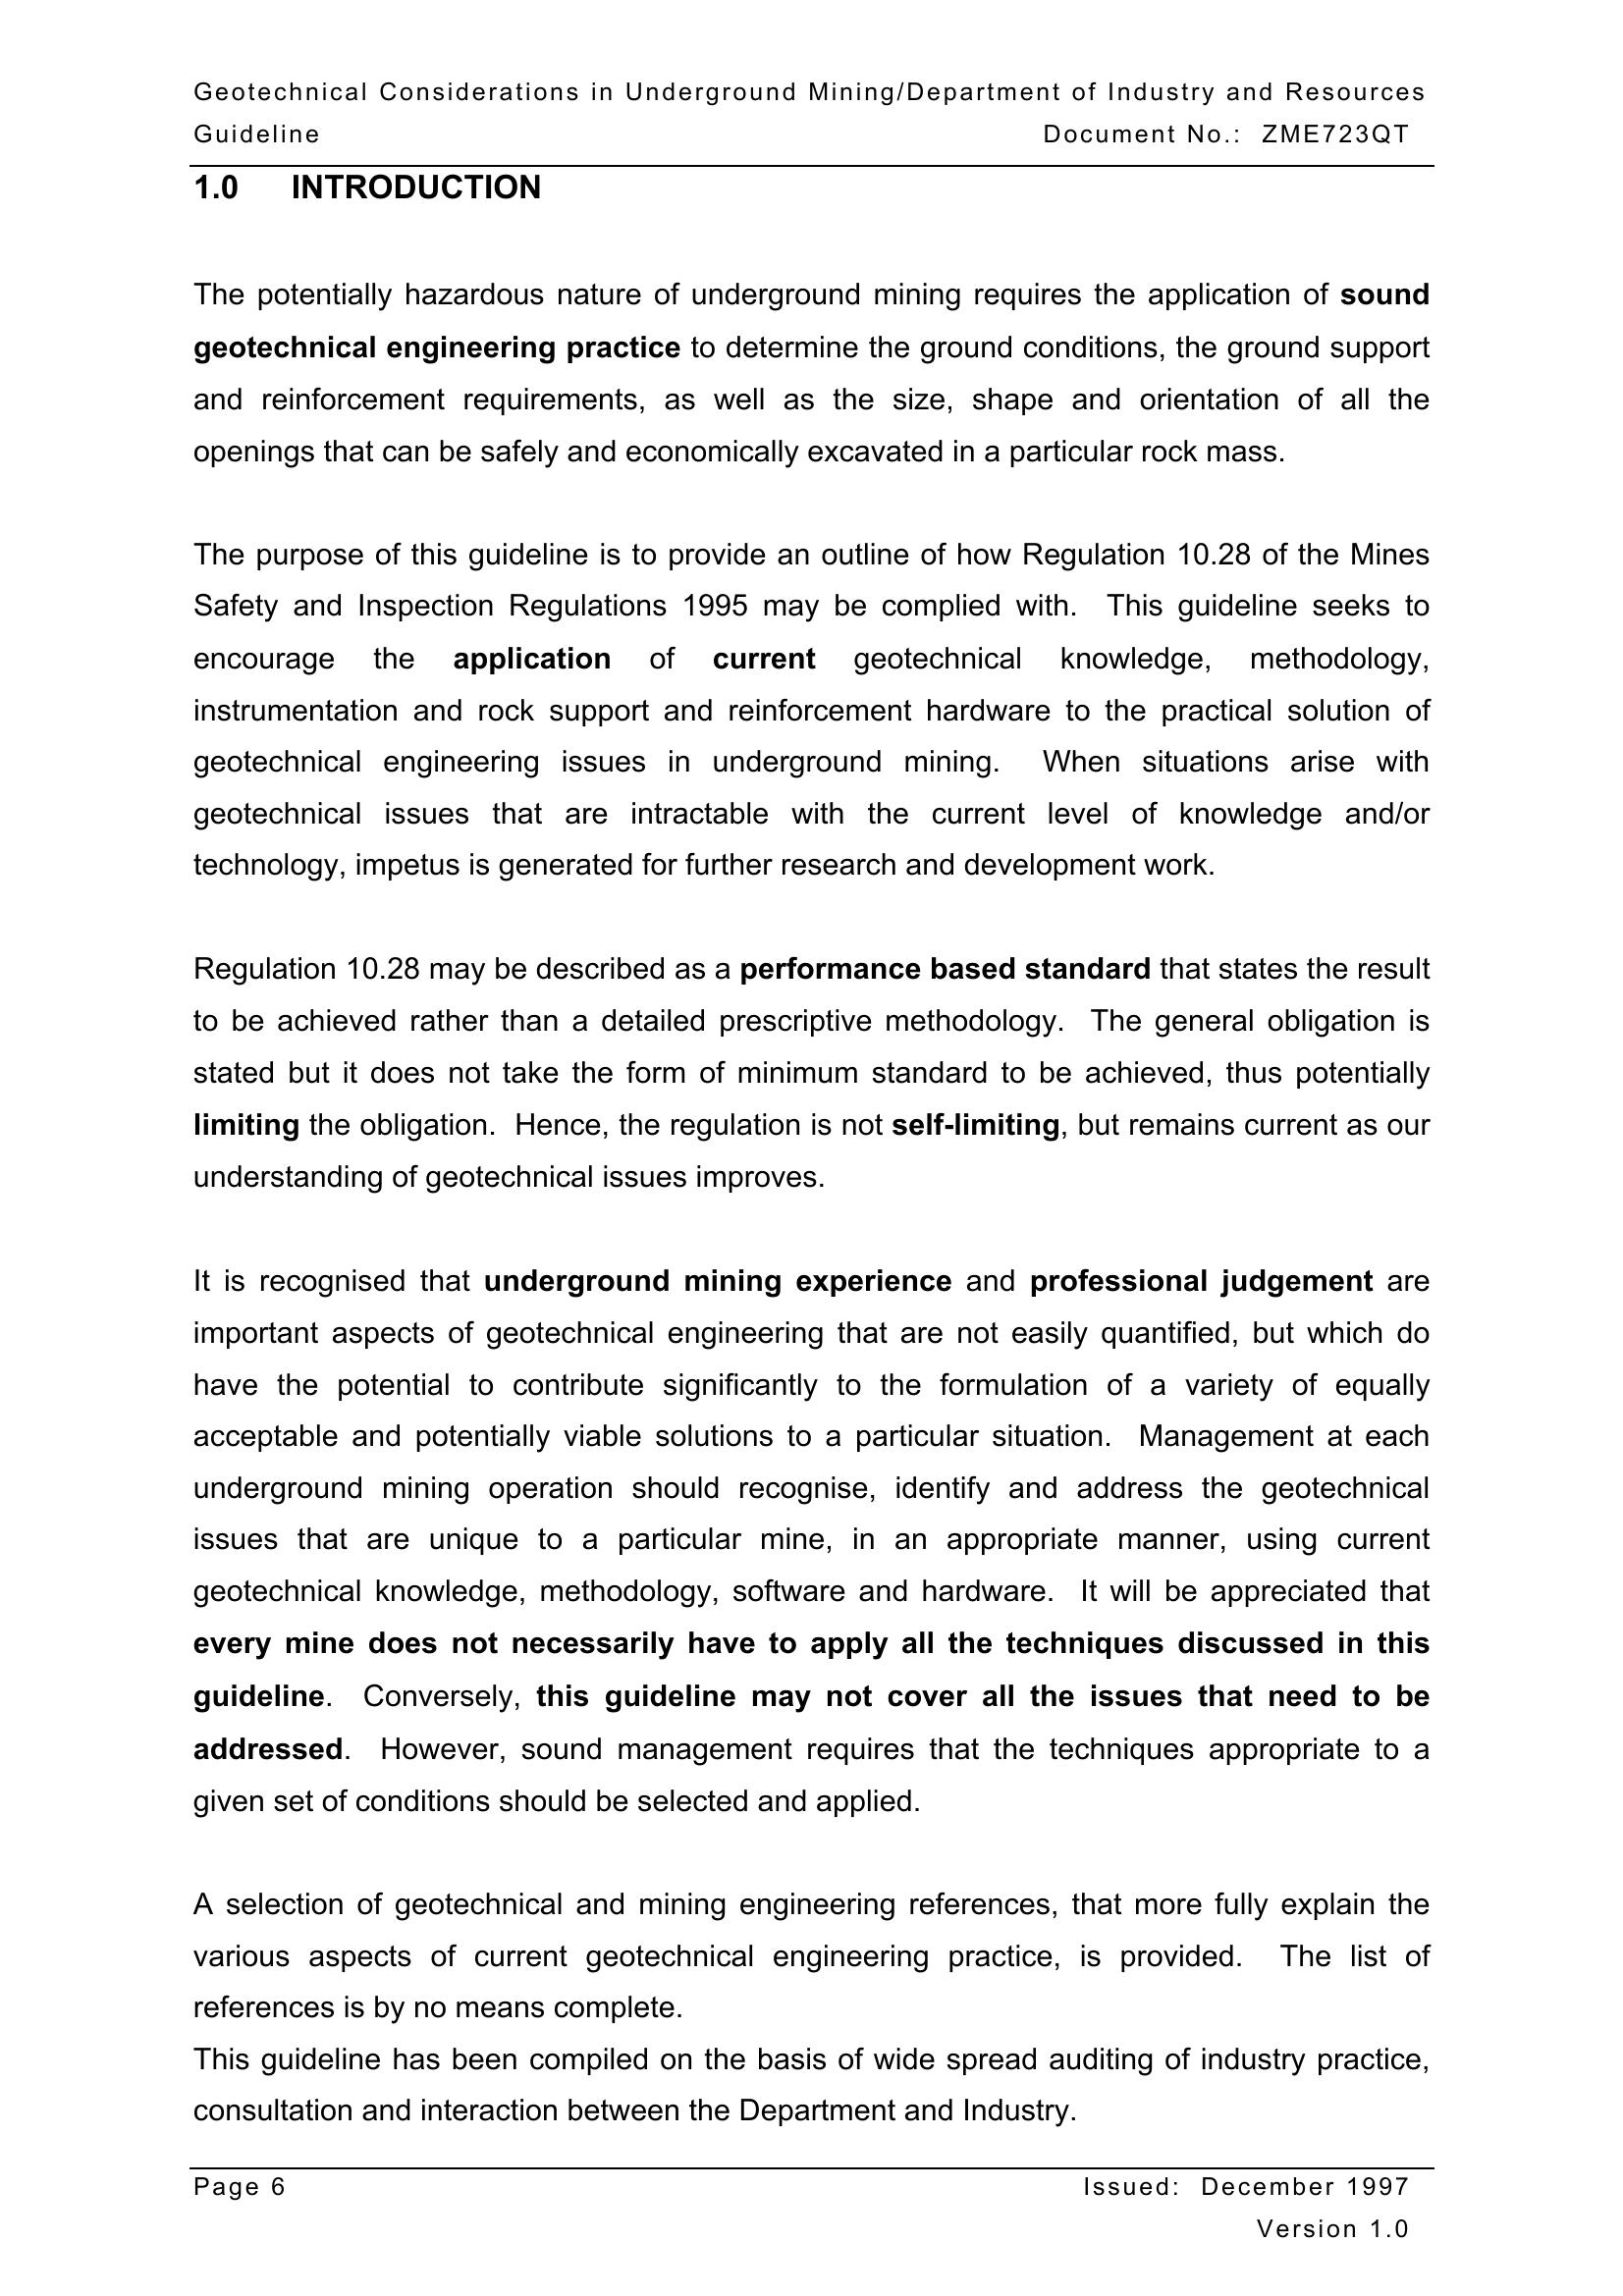 Geotechnical Considerations in Underground Mining/Department of Industry and Resources
Guideline Document No.: ZME723QT
1.0 INTRODUCTION
The potentially hazardous nature of underground mining requires the application of sound
geotechnical engineering practice to determine the ground conditions, the ground support
and reinforcement requirements, as well as the size, shape and orientation of all the
openings that can be safely and economically excavated in a particular rock mass.
The purpose of this guideline is to provide an outline of how Regulation 10.28 of the Mines
Safety and Inspection Regulations 1995 may be complied with. This guideline seeks to
encourage the application of current geotechnical knowledge, methodology,
instrumentation and rock support and reinforcement hardware to the practical solution of
geotechnical engineering issues in underground mining. When situations arise with
geotechnical issues that are intractable with the current level of knowledge and/or
technology, impetus is generated for further research and development work.
Regulation 10.28 may be described as a performance based standard that states the result
to be achieved rather than a detailed prescriptive methodology. The general obligation is
stated but it does not take the form of minimum standard to be achieved, thus potentially
limiting the obligation. Hence, the regulation is not self-limiting, but remains current as our
understanding of geotechnical issues improves.
It is recognised that underground mining experience and professional judgement are
important aspects of geotechnical engineering that are not easily quantified, but which do
have the potential to contribute significantly to the formulation of a variety of equally
acceptable and potentially viable solutions to a particular situation. Management at each
underground mining operation should recognise, identify and address the geotechnical
issues that are unique to a particular mine, in an appropriate manner, using current
geotechnical knowledge, methodology, software and hardware. It will be appreciated that
every mine does not necessarily have to apply all the techniques discussed in this
guideline. Conversely, this guideline may not cover all the issues that need to be
addressed. However, sound management requires that the techniques appropriate to a
given set of conditions should be selected and applied.
A selection of geotechnical and mining engineering references, that more fully explain the
various aspects of current geotechnical engineering practice, is provided. The list of
references is by no means complete.
This guideline has been compiled on the basis of wide spread auditing of industry practice,
consultation and interaction between the Department and Industry.
Page 6 Issued: December 1997
Version 1.0